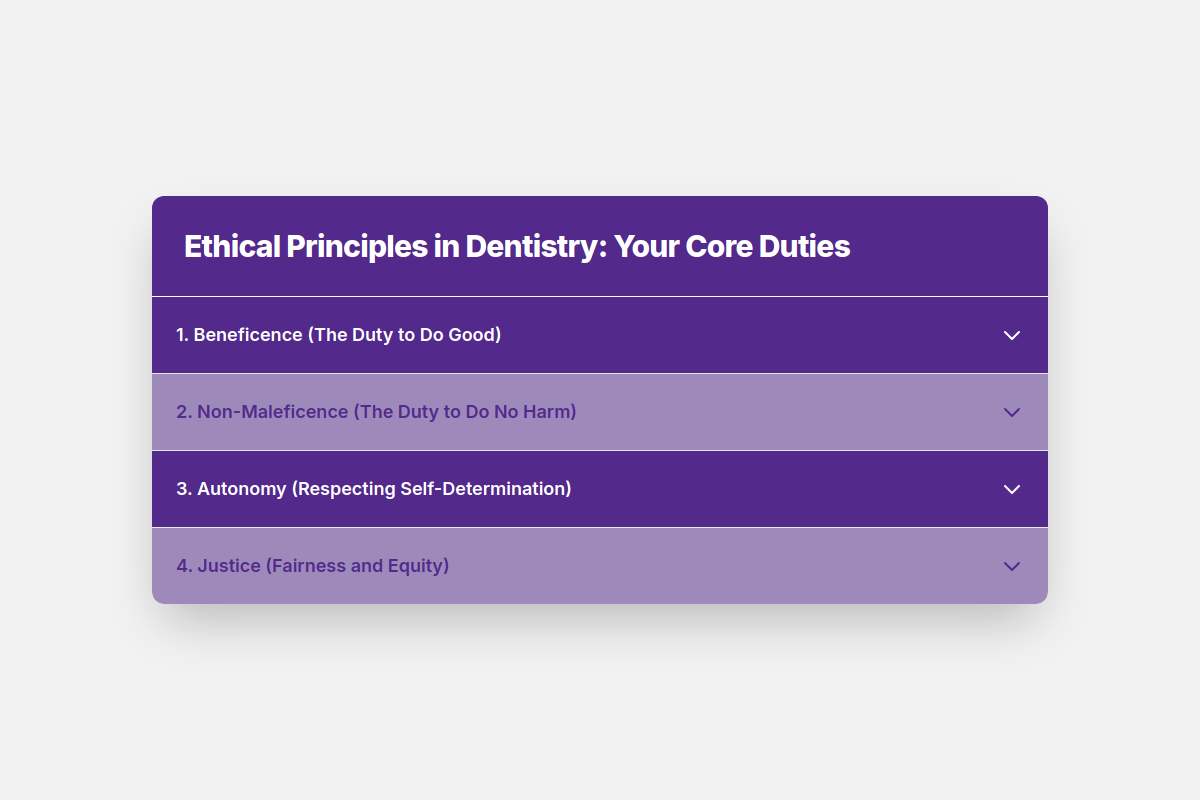 Ethical Principles in Dentistry: Your Core Duties
1. Beneficence (The Duty to Do Good)
2. Non-Maleficence (The Duty to Do No Harm)
3. Autonomy (Respecting Self-Determination)
4. Justice (Fairness and Equity)